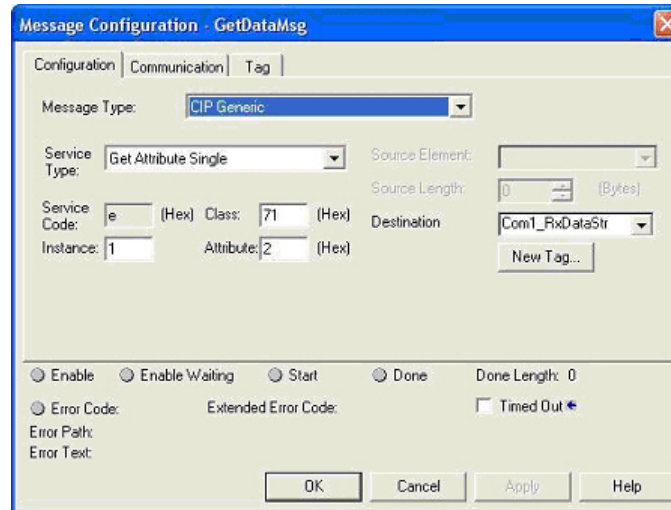 Message Configuration - GetDataMsg
Configuration Communication Tag
Message Type: CIP Generic
Service Type: Get Attribute Single
Source Element:
Source Length: 0 (Bytes)
Service Code: e (Hex) Class: 71 (Hex)
Destination Com1_RxDataStr
Instance: 1 Attribute: 2 (Hex)
New Tag...
Enable Enable Waiting Start Done Done Length: 0
Error Code: Extended Error Code: Timed Out
Error Path:
Error Text:
OK Cancel Apply Help